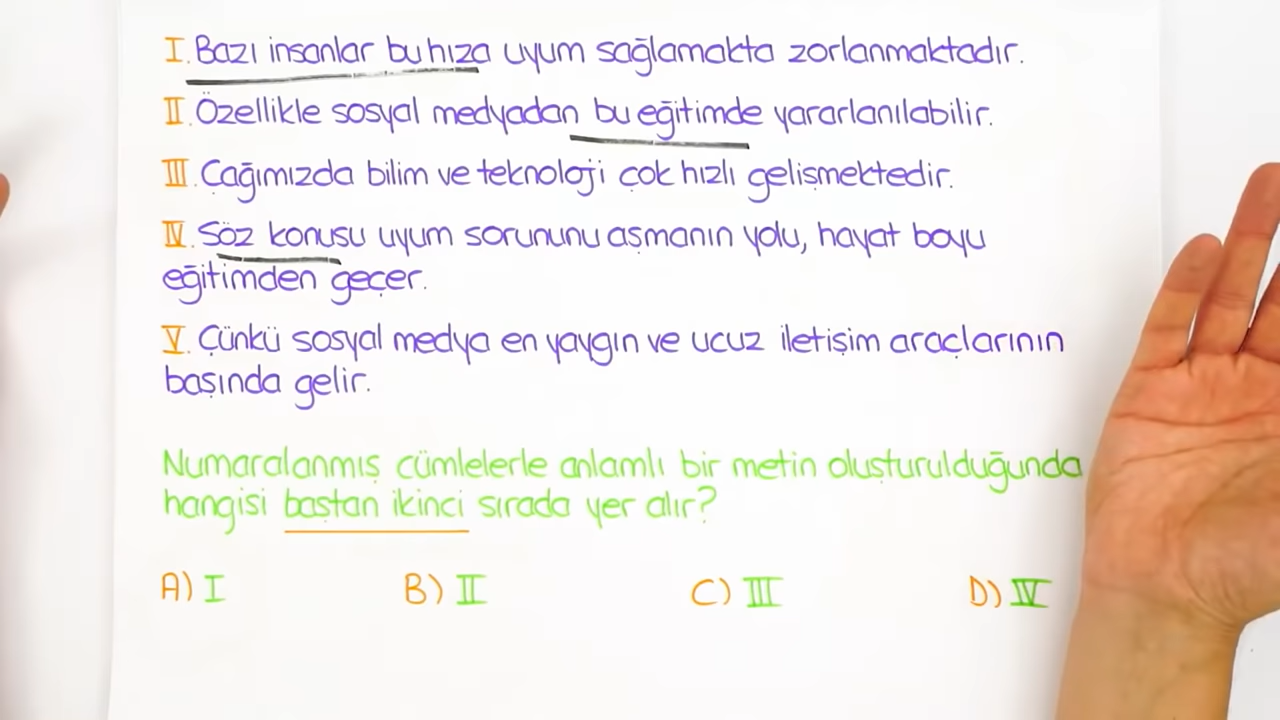 I. Bazı insanlar bu hıza uyum sağlamakta zorlanmaktadır.
II. Özellikle sosyal medyadan bu eğitimde yararlanılabilir.
III. Çağımızda bilim ve teknoloji çok hızlı gelişmektedir.
IV. Söz konusu uyum sorununu aşmanın yolu, hayat boyu
eğitimden geçer.
V. Çünkü sosyal medya en yaygın ve ucuz iletişim araçlarının
başında gelir.
Numaralanmış cümlelerle anlamlı bir metin oluşturulduğunda
hangisi baştan ikinci sırada yer alır?
A) I B) II C) III D) IV